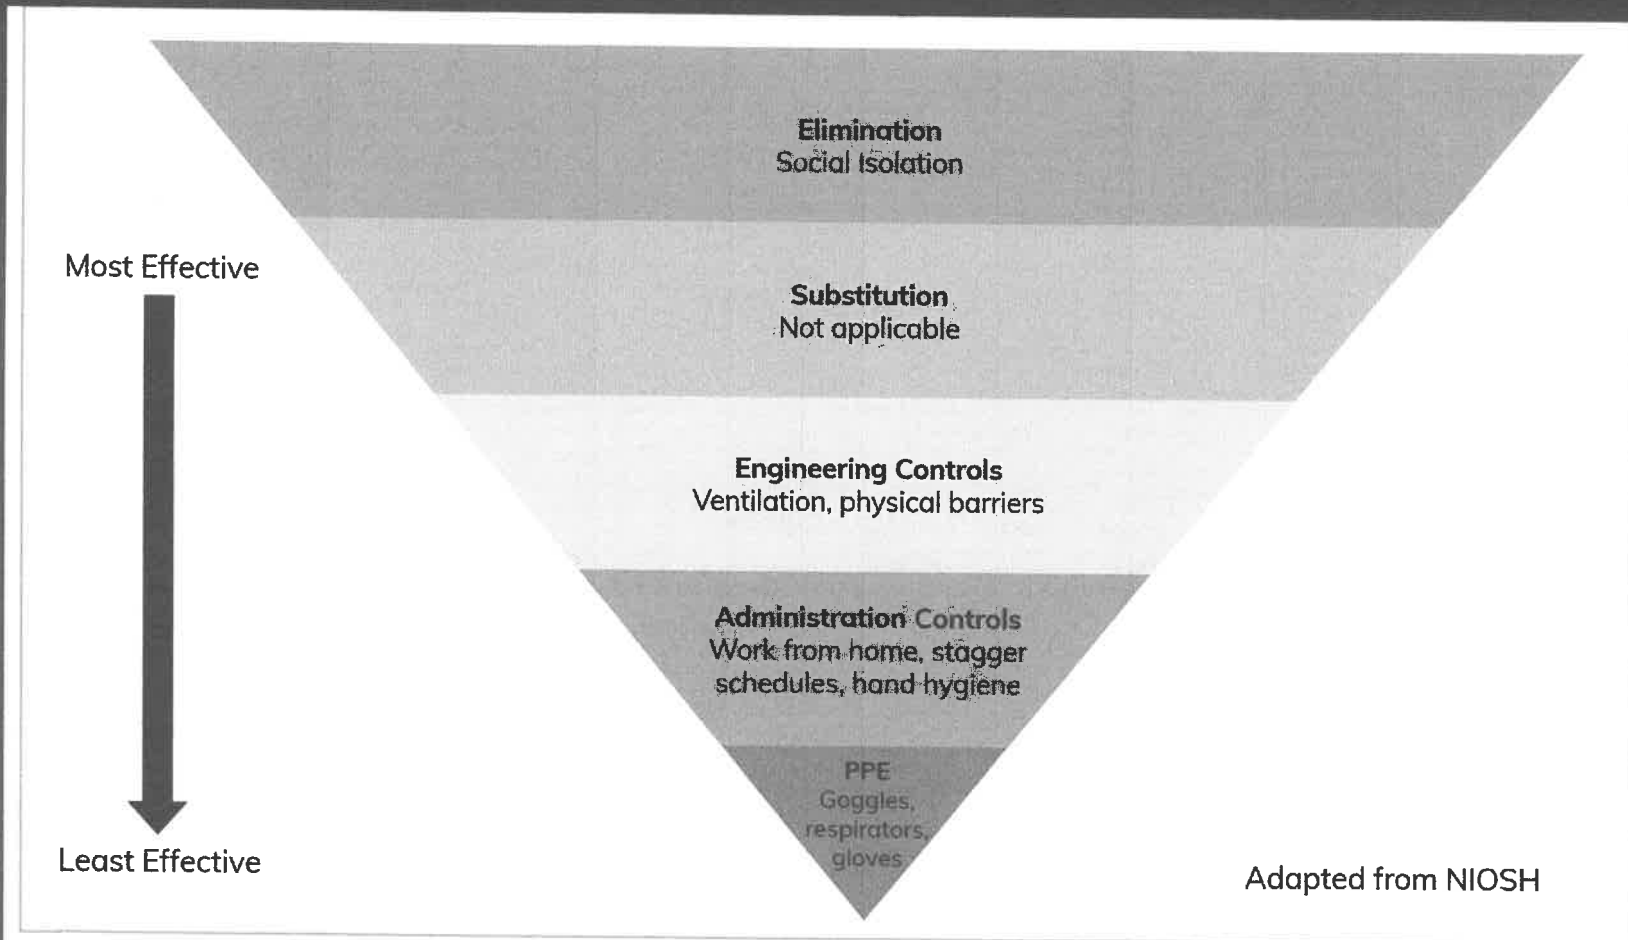 Elimination
Social Isolation
Most Effective
Substitution
Not applicable
Engineering Controls
Ventilation, physical barriers
Administration Controls
Work from home, stagger
schedules, hand hygiene
PPE
Goggles,
respirators,
gloves
Least Effective
Adapted from NIOSH